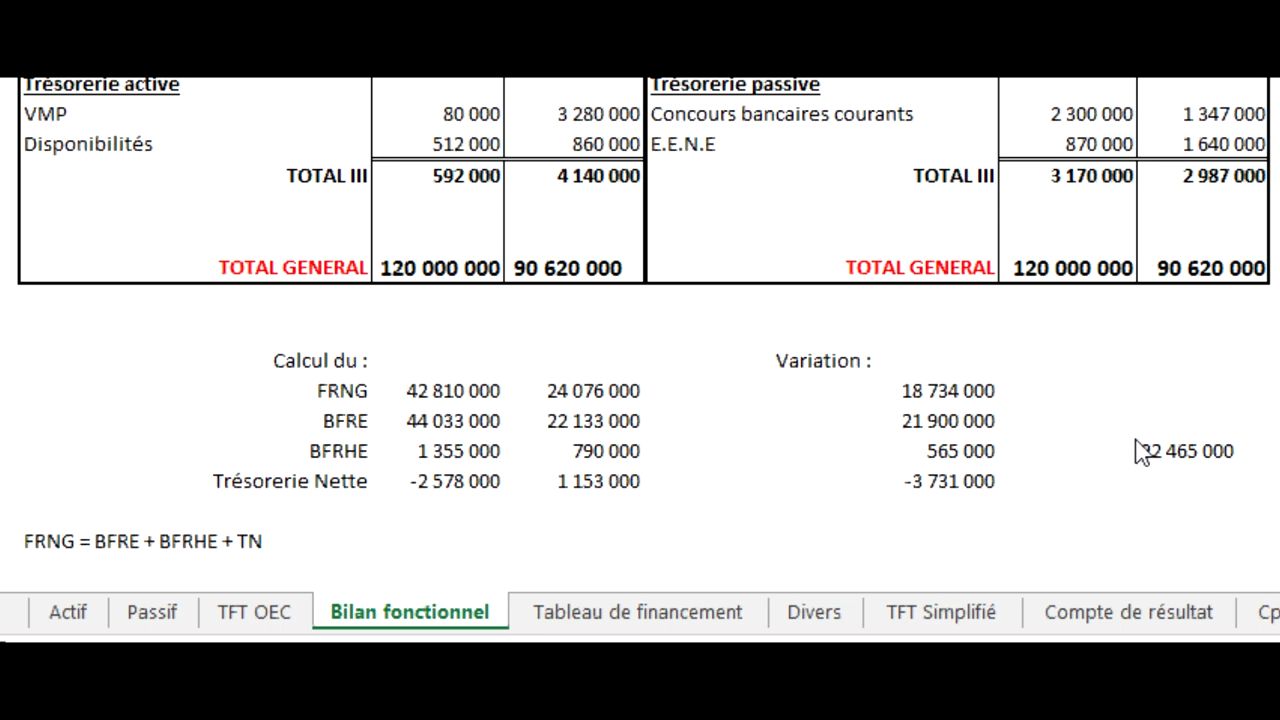 Trésorerie active Trésorerie passive
VMP 80 000 3 280 000 Concours bancaires courants 2 300 000 1 347 000
Disponibilités 512 000 860 000 E.E.N.E 870 000 1 640 000
TOTAL III 592 000 4 140 000 TOTAL III 3 170 000 2 987 000
TOTAL GENERAL 120 000 000 90 620 000 TOTAL GENERAL 120 000 000 90 620 000
Calcul du : Variation :
FRNG 42 810 000 24 076 000 18 734 000
BFRE 44 033 000 22 133 000 21 900 000
BFRHE 1 355 000 790 000 565 000 22 465 000
Trésorerie Nette -2 578 000 1 153 000 -3 731 000
FRNG = BFRE + BFRHE + TN
Actif Passif TFT OEC Bilan fonctionnel Tableau de financement Divers TFT Simplifié Compte de résultat